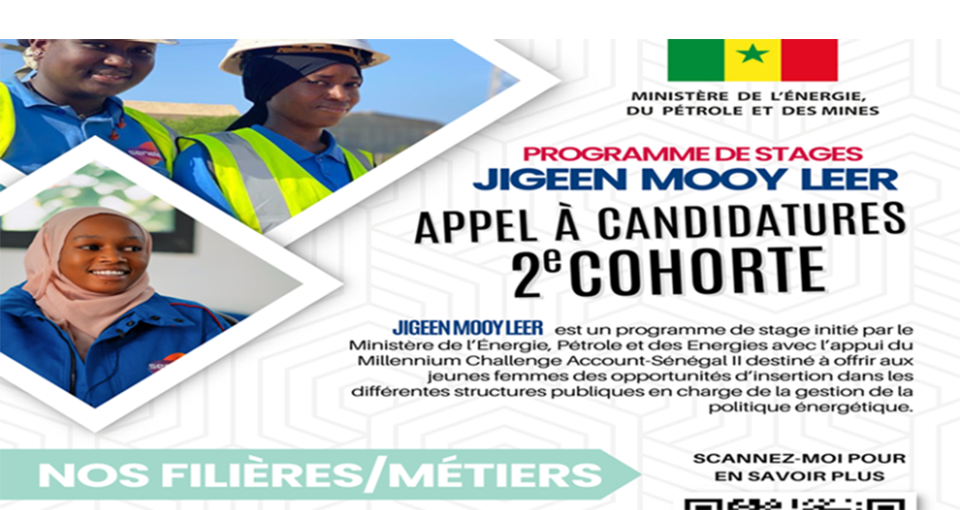 MINISTÈRE DE L'ÉNERGIE,
DU PÉTROLE ET DES MINES
PROGRAMME DE STAGES
JIGEEN MOOY LEER
APPEL À CANDIDATURES
2e COHORTE
JIGEEN MOOY LEER est un programme de stage initié par le
Ministère de l'Énergie, Pétrole et des Energies avec l'appui du
Millennium Challenge Account-Sénégal II destiné à offrir aux
jeunes femmes des opportunités d'insertion dans les
différentes structures publiques en charge de la gestion de la
politique énergétique.
NOS FILIÈRES/MÉTIERS
SCANNEZ-MOI POUR
EN SAVOIR PLUS